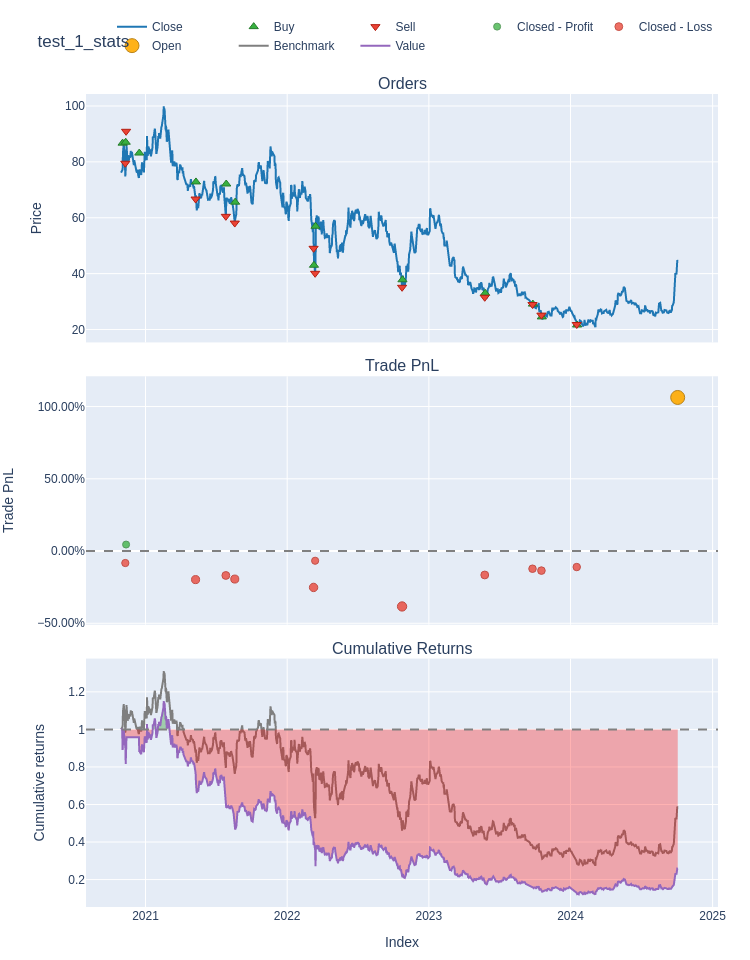 Close
Buy
Sell
Closed - Profit
Closed - Loss
test_1_stats
Open
Benchmark
Value
Orders
100
80
60
40
20
Price
Trade PnL
100.00%
50.00%
0.00%
−50.00%
Trade PnL
Cumulative Returns
1.2
1
0.8
0.6
0.4
0.2
Cumulative returns
2021
2022
2023
2024
2025
Index